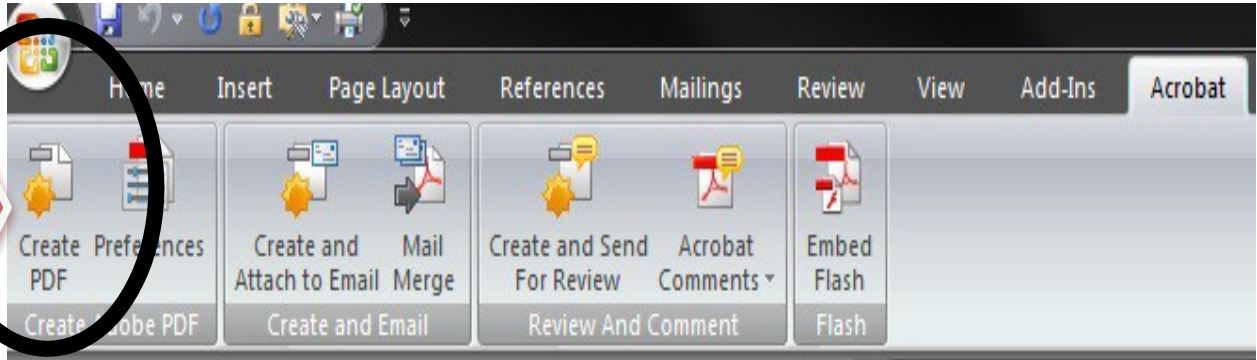 Home Insert Page Layout References Mailings Review View Add-Ins Acrobat
Create Preferences Create and Mail Create and Send Acrobat Embed
PDF Attach to Email Merge For Review Comments Flash
Create Adobe PDF Create and Email Review And Comment Flash